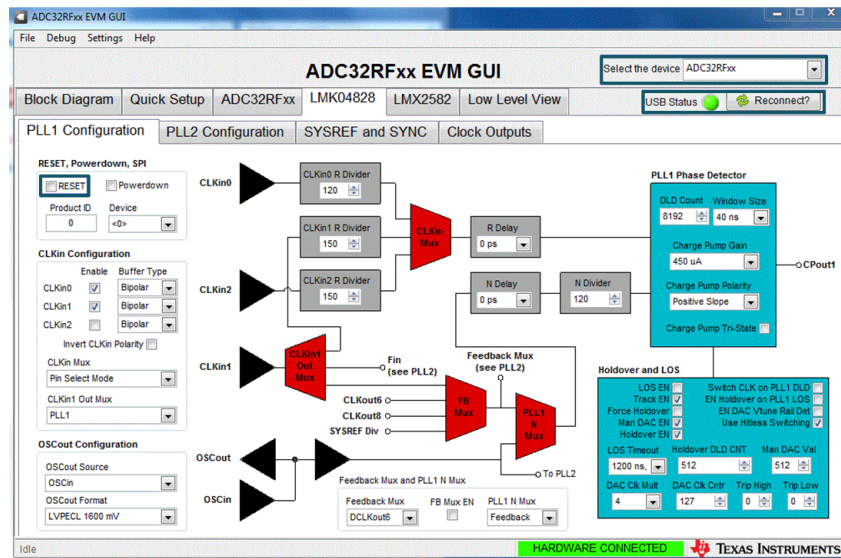 ADC32RFxx EVM GUI
File Debug Settings Help
ADC32RFxx EVM GUI
Select the device ADC32RFxx
Block Diagram Quick Setup ADC32RFxx LMK04828 LMX2582 Low Level View
USB Status Reconnect?
PLL1 Configuration PLL2 Configuration SYSREF and SYNC Clock Outputs
RESET, Powerdown, SPI
RESET Powerdown
Product ID Device
0 <0>
CLKin Configuration
Enable Buffer Type
CLKin0 Bipolar
CLKin1 Bipolar
CLKin2 Bipolar
Invert CLKin Polarity
CLKin Mux
Pin Select Mode
CLKin1 Out Mux
PLL1
OSCout Configuration
OSCout Source
OSCin
OSCout Format
LVPECL 1600 mV
CLKin0
CLKin0 R Divider
120
CLKin1 R Divider
150
CLKin2
CLKin2 R Divider
150
CLKin
Mux
R Delay
0 ps
N Delay
0 ps
N Divider
120
CLKin1
CLKin1
Out
Mux
Fin
(see PLL2)
Feedback Mux
(see PLL2)
CLKout6
CLKout8
SYSREF Div
FB
Mux
PLL1
N
Mux
OSCout
OSCin
To PLL2
Feedback Mux and PLL1 N Mux
Feedback Mux FB Mux EN PLL1 N Mux
DCLKout6 Feedback
PLL1 Phase Detector
DLD Count Window Size
8192 40 ns
Charge Pump Gain
450 uA
Charge Pump Polarity
Positive Slope
Charge Pump Tri-State
CPout1
Holdover and LOS
LOS EN Switch CLK on PLL1 DLD
Track EN EN Holdover on PLL1 LOS
Force Holdover EN DAC Vtune Rail Det
Man DAC EN Use Hitless Switching
Holdover EN
LOS Timeout Holdover DLD CNT Man DAC Val
1200 ns, 512 512
DAC Clk Mult DAC Clk Cntr Trip High Trip Low
4 127 0 0
Idle
HARDWARE CONNECTED
TEXAS INSTRUMENTS